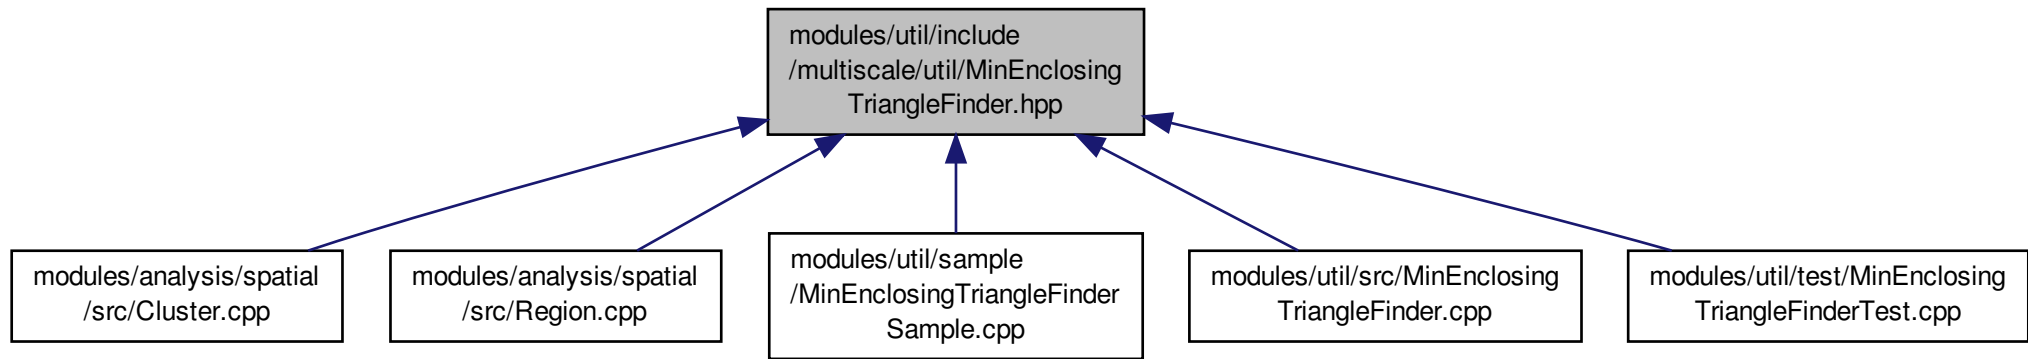 modules/util/include
/multiscale/util/MinEnclosing
TriangleFinder.hpp
modules/analysis/spatial
/src/Cluster.cpp
modules/analysis/spatial
/src/Region.cpp
modules/util/sample
/MinEnclosingTriangleFinder
Sample.cpp
modules/util/src/MinEnclosing
TriangleFinder.cpp
modules/util/test/MinEnclosing
TriangleFinderTest.cpp